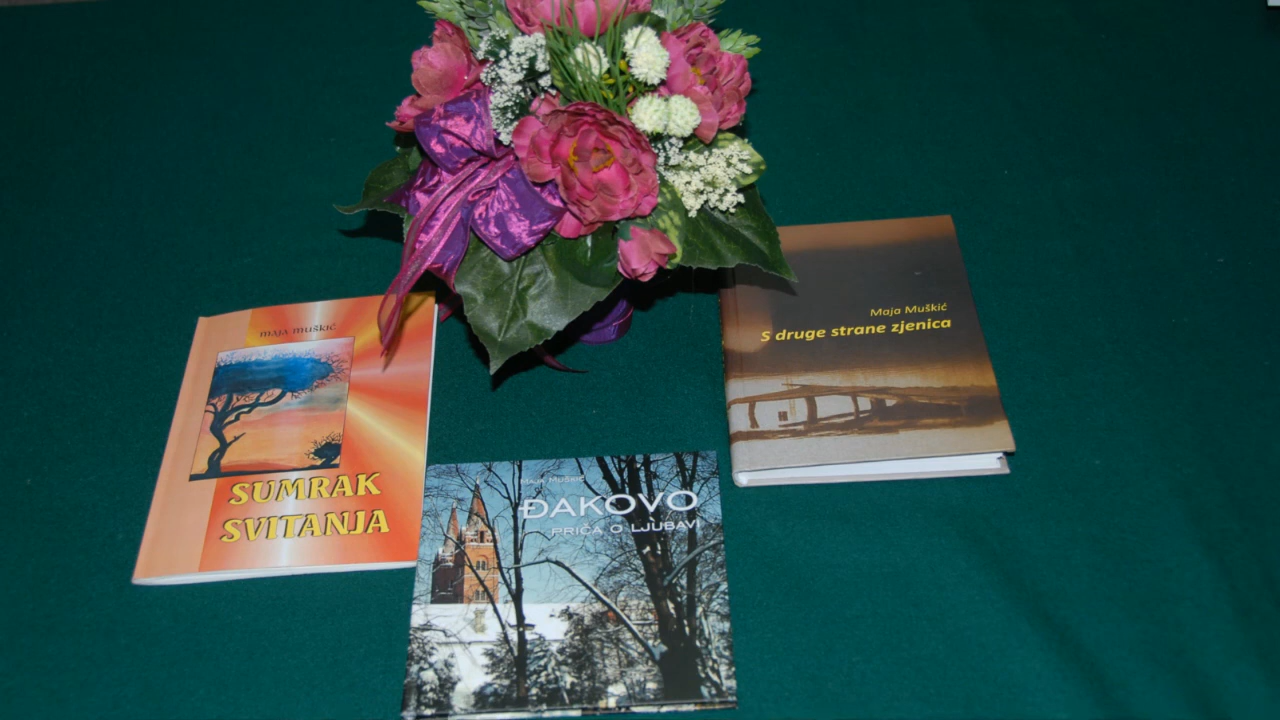 maja muškić
SUMRAK
SVITANJA
Maja Muškić
ĐAKOVO
PRIČA O LJUBAVI
Maja Muškić
S druge strane zjenica